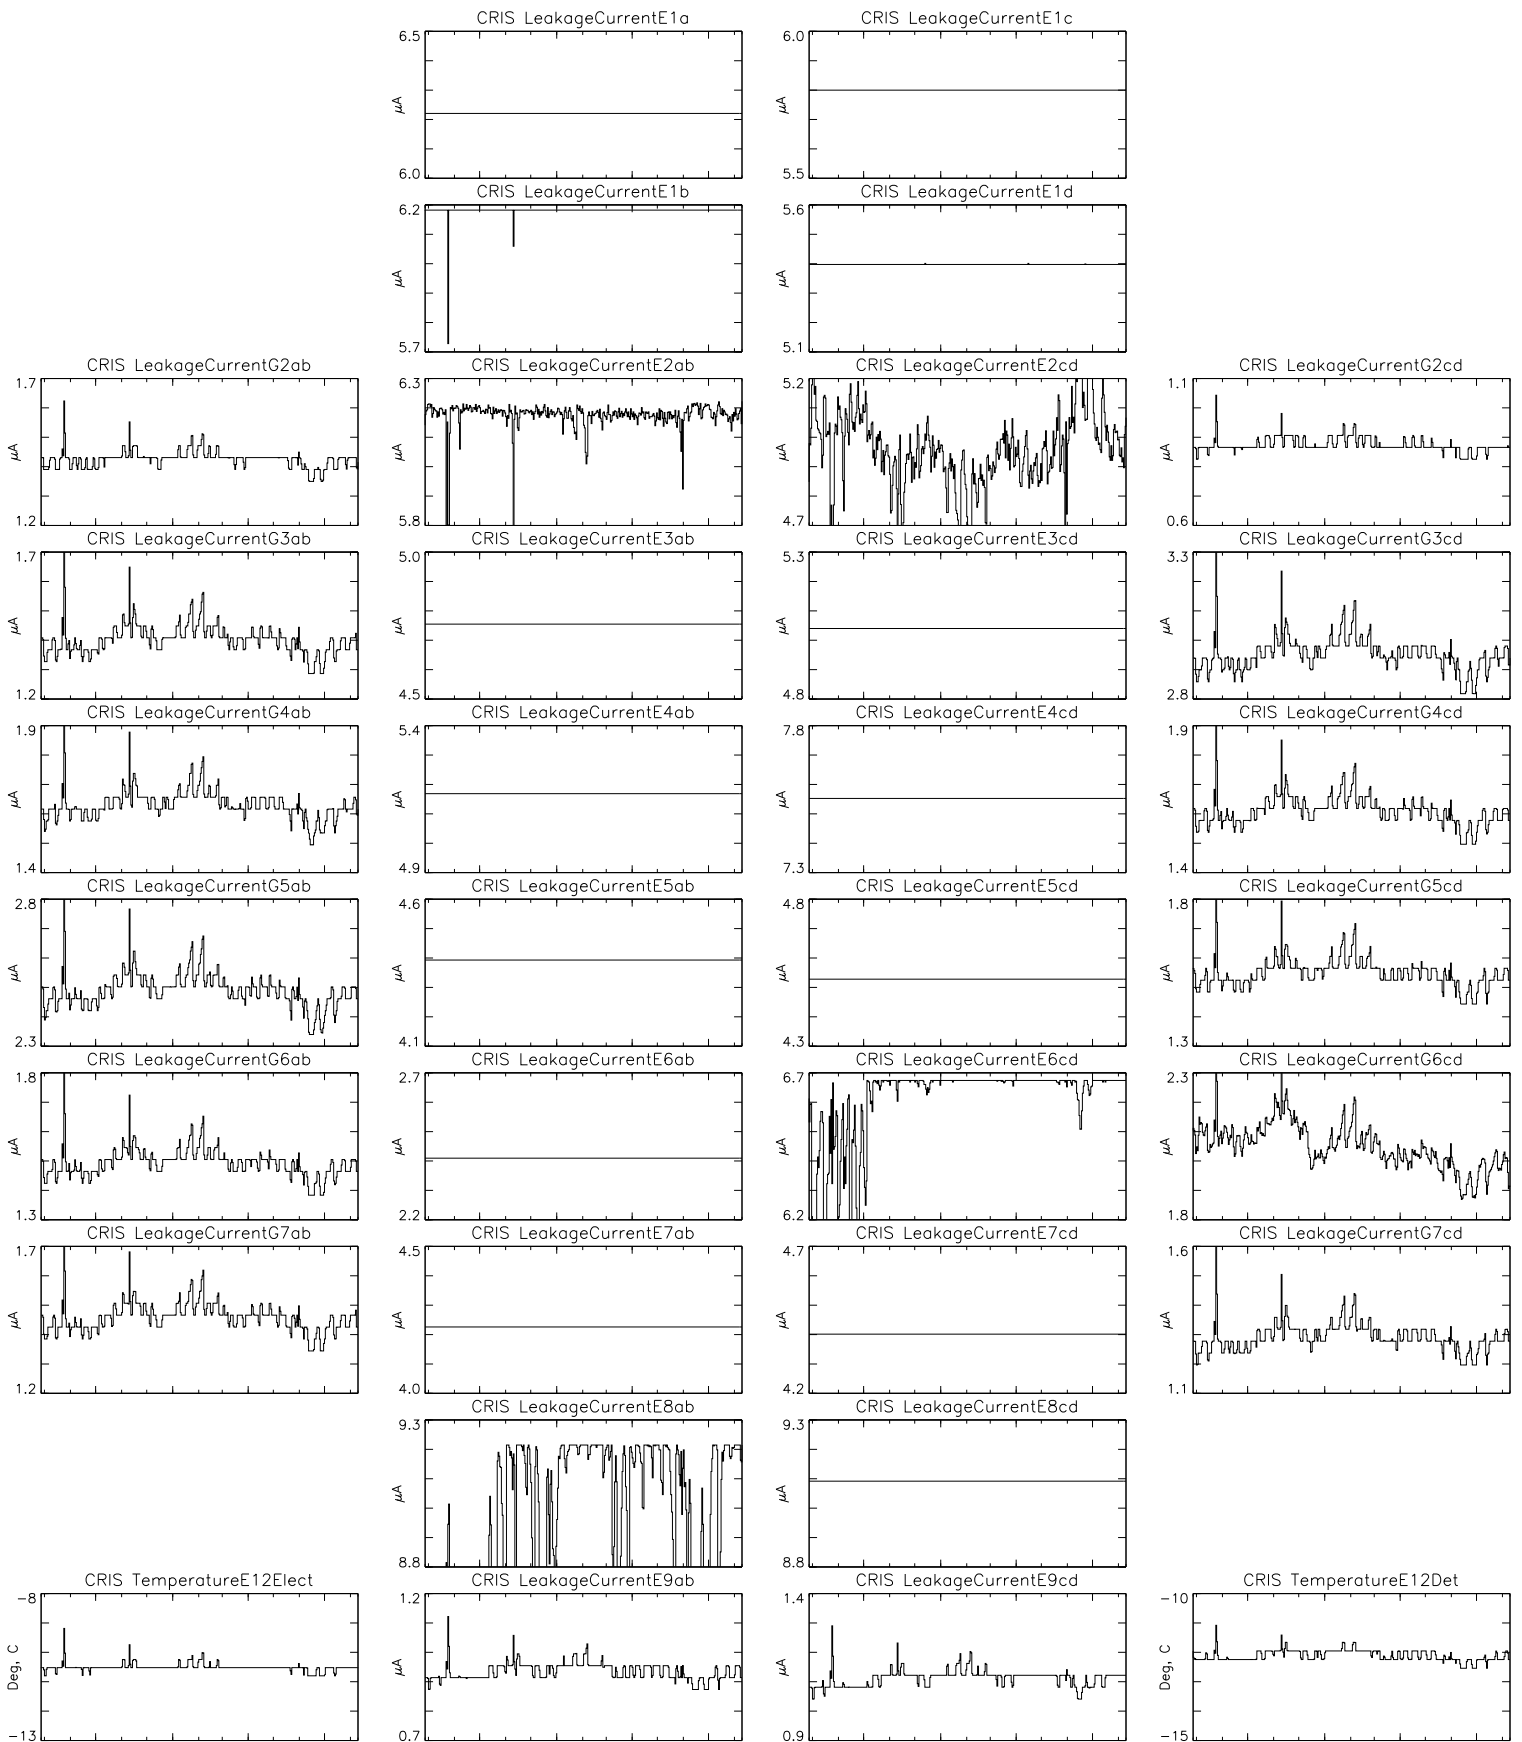 CRIS LeakageCurrentE1a
6.5
μA
6.0
CRIS LeakageCurrentE1c
6.0
μA
5.5
CRIS LeakageCurrentE1b
6.2
μA
5.7
CRIS LeakageCurrentE1d
5.6
μA
5.1
CRIS LeakageCurrentG2ab
1.7
μA
1.2
CRIS LeakageCurrentE2ab
6.3
μA
5.8
CRIS LeakageCurrentE2cd
5.2
μA
4.7
CRIS LeakageCurrentG2cd
1.1
μA
0.6
CRIS LeakageCurrentG3ab
1.7
μA
1.2
CRIS LeakageCurrentE3ab
5.0
μA
4.5
CRIS LeakageCurrentE3cd
5.3
μA
4.8
CRIS LeakageCurrentG3cd
3.3
μA
2.8
CRIS LeakageCurrentG4ab
1.9
μA
1.4
CRIS LeakageCurrentE4ab
5.4
μA
4.9
CRIS LeakageCurrentE4cd
7.8
μA
7.3
CRIS LeakageCurrentG4cd
1.9
μA
1.4
CRIS LeakageCurrentG5ab
2.8
μA
2.3
CRIS LeakageCurrentE5ab
4.6
μA
4.1
CRIS LeakageCurrentE5cd
4.8
μA
4.3
CRIS LeakageCurrentG5cd
1.8
μA
1.3
CRIS LeakageCurrentG6ab
1.8
μA
1.3
CRIS LeakageCurrentE6ab
2.7
μA
2.2
CRIS LeakageCurrentE6cd
6.7
μA
6.2
CRIS LeakageCurrentG6cd
2.3
μA
1.8
CRIS LeakageCurrentG7ab
1.7
μA
1.2
CRIS LeakageCurrentE7ab
4.5
μA
4.0
CRIS LeakageCurrentE7cd
4.7
μA
4.2
CRIS LeakageCurrentG7cd
1.6
μA
1.1
CRIS LeakageCurrentE8ab
9.3
μA
8.8
CRIS LeakageCurrentE8cd
9.3
μA
8.8
CRIS TemperatureE12Elect
-8
Deg, C
-13
CRIS LeakageCurrentE9ab
1.2
μA
0.7
CRIS LeakageCurrentE9cd
1.4
μA
0.9
CRIS TemperatureE12Det
-10
Deg, C
-15